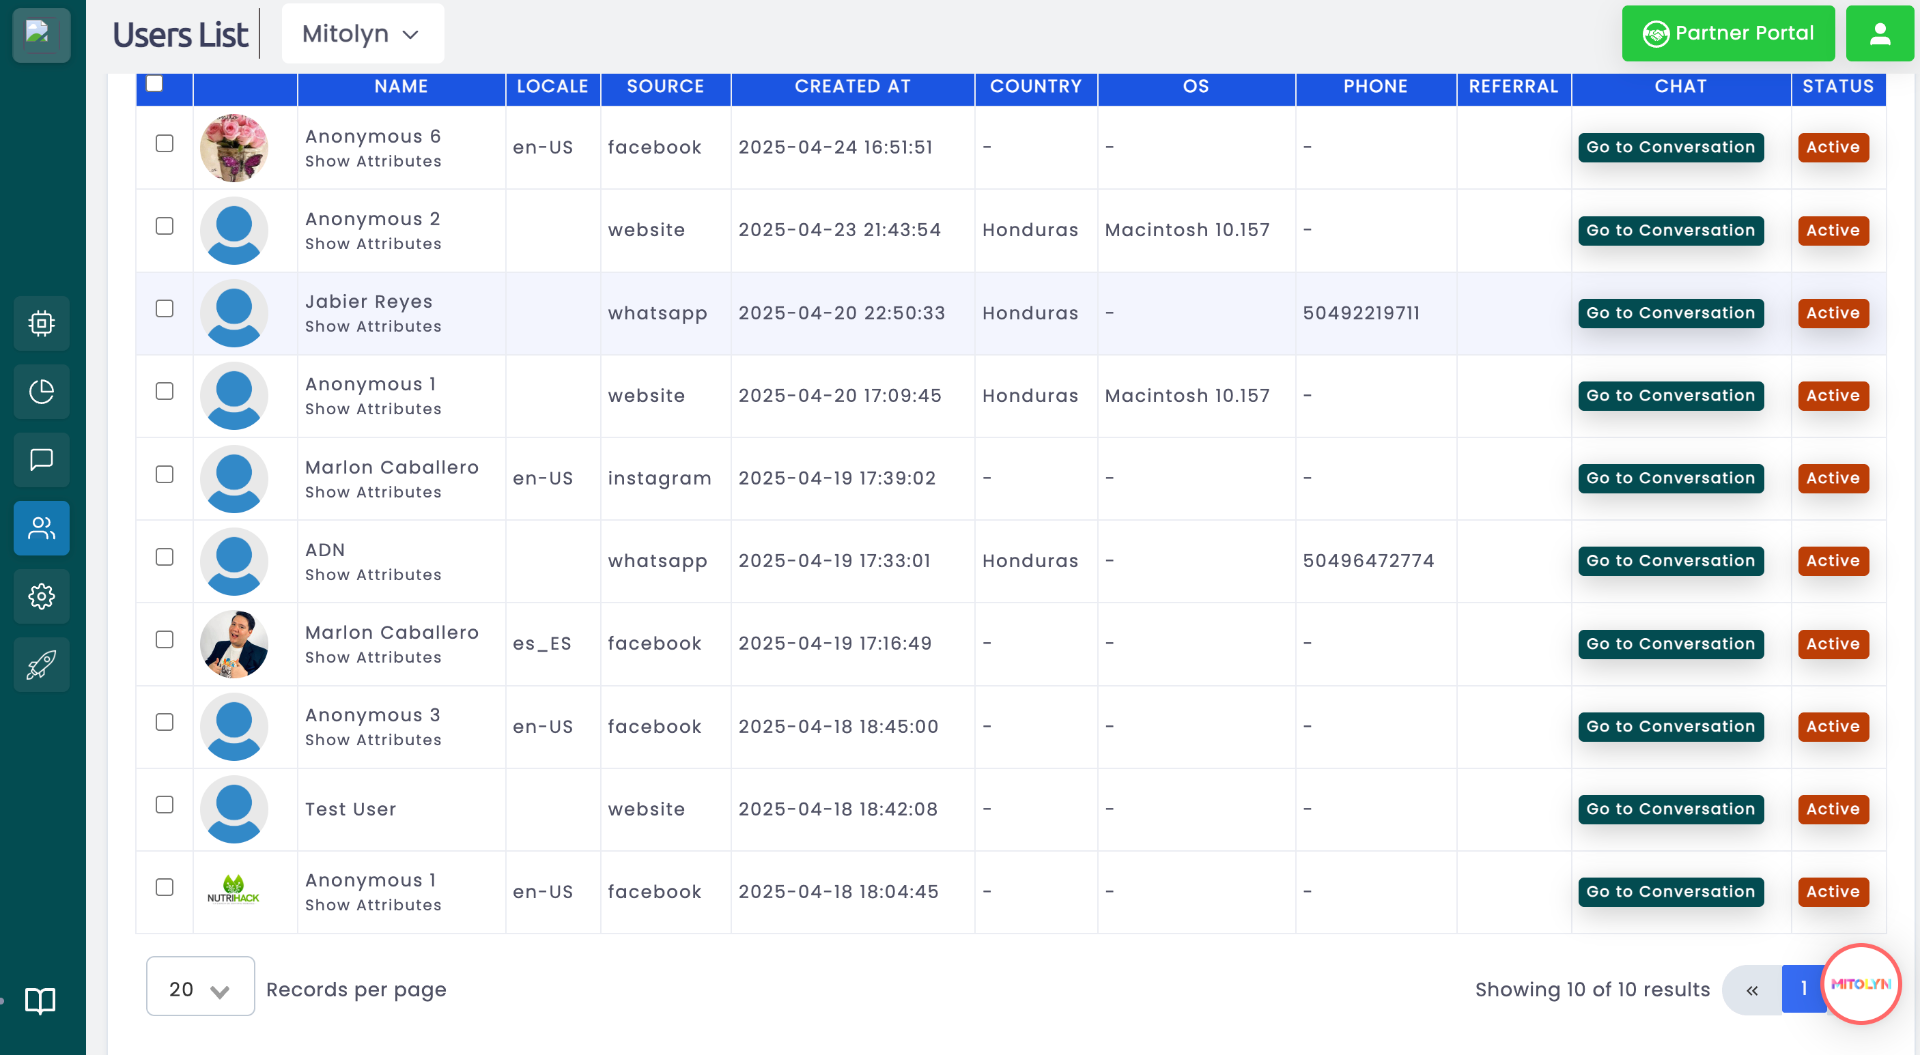 Users List
Mitolyn
Partner Portal
NAME LOCALE SOURCE CREATED AT COUNTRY OS PHONE REFERRAL CHAT STATUS
Anonymous 6
Show Attributes
en-US facebook 2025-04-24 16:51:51 - - - Go to Conversation Active
Anonymous 2
Show Attributes
website 2025-04-23 21:43:54 Honduras Macintosh 10.157 - Go to Conversation Active
Jabier Reyes
Show Attributes
whatsapp 2025-04-20 22:50:33 Honduras - 50492219711 Go to Conversation Active
Anonymous 1
Show Attributes
website 2025-04-20 17:09:45 Honduras Macintosh 10.157 - Go to Conversation Active
Marlon Caballero
Show Attributes
en-US instagram 2025-04-19 17:39:02 - - - Go to Conversation Active
ADN
Show Attributes
whatsapp 2025-04-19 17:33:01 Honduras - 50496472774 Go to Conversation Active
Marlon Caballero
Show Attributes
es_ES facebook 2025-04-19 17:16:49 - - - Go to Conversation Active
Anonymous 3
Show Attributes
en-US facebook 2025-04-18 18:45:00 - - - Go to Conversation Active
Test User website 2025-04-18 18:42:08 - - - Go to Conversation Active
NUTRIHACK
Anonymous 1
Show Attributes
en-US facebook 2025-04-18 18:04:45 - - - Go to Conversation Active
20 Records per page
Showing 10 of 10 results « 1
MITOLYN